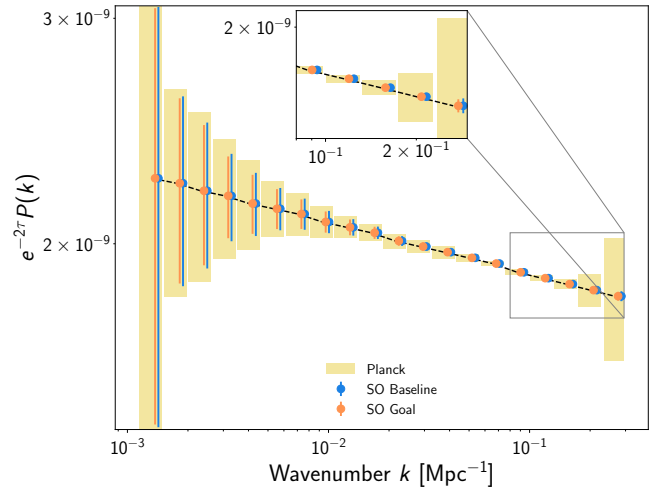 3 × 10⁻⁹
2 × 10⁻⁹
e⁻²τ P(k)
2 × 10⁻⁹
10⁻¹
2 × 10⁻¹
Planck
SO Baseline
SO Goal
10⁻³
10⁻²
10⁻¹
Wavenumber k [Mpc⁻¹]